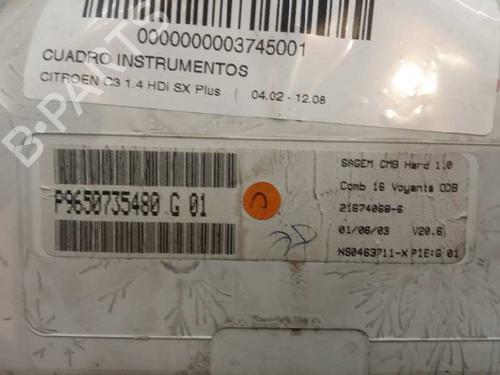 0000000003745001
CUADRO INSTRUMENTOS
CITROEN C3 1.4 HDi SX Plus | 04.02 - 12.08
B-PARTS
P9650735480 G 01
SAGEM CMB Hard 1.0
Comb 16 Voyants ODB
21674068-6
01/08/03 V20.6
NS0463711-X PIE:G 01